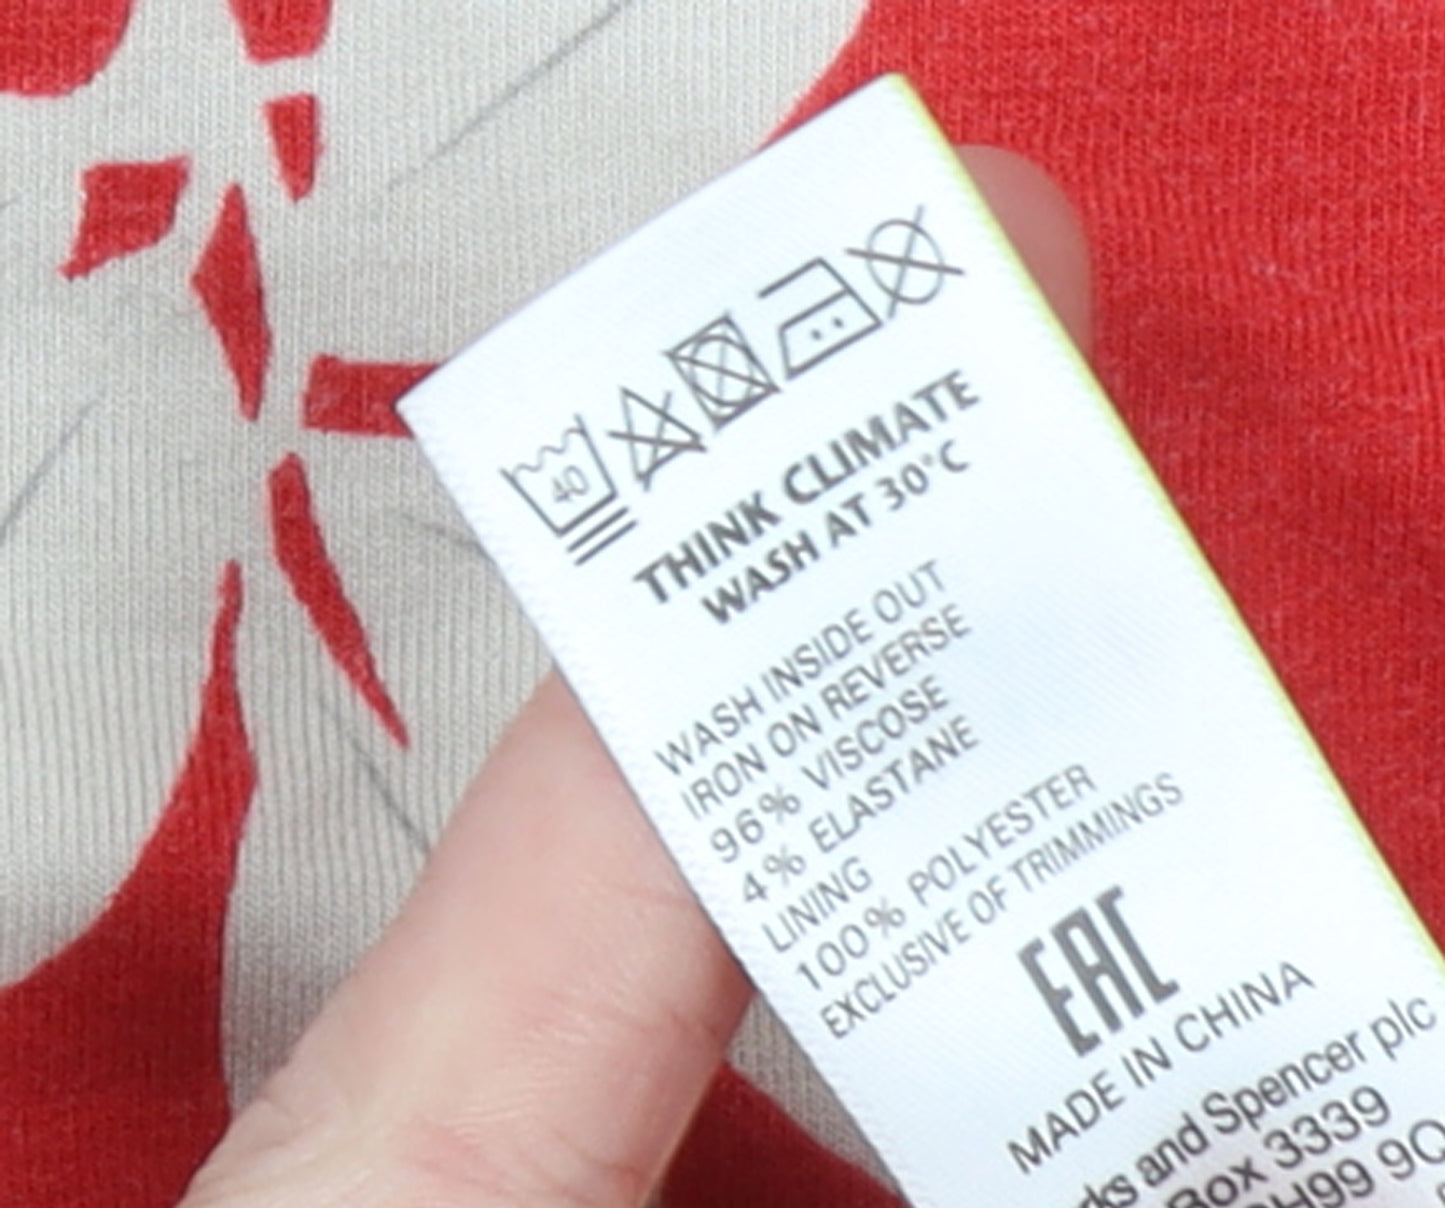 40
THINK CLIMATE
WASH AT 30°C
WASH INSIDE OUT
IRON ON REVERSE
96% VISCOSE
4% ELASTANE
LINING
100% POLYESTER
EXCLUSIVE OF TRIMMINGS
EAC
MADE IN CHINA
and Spencer plc
Box 3339